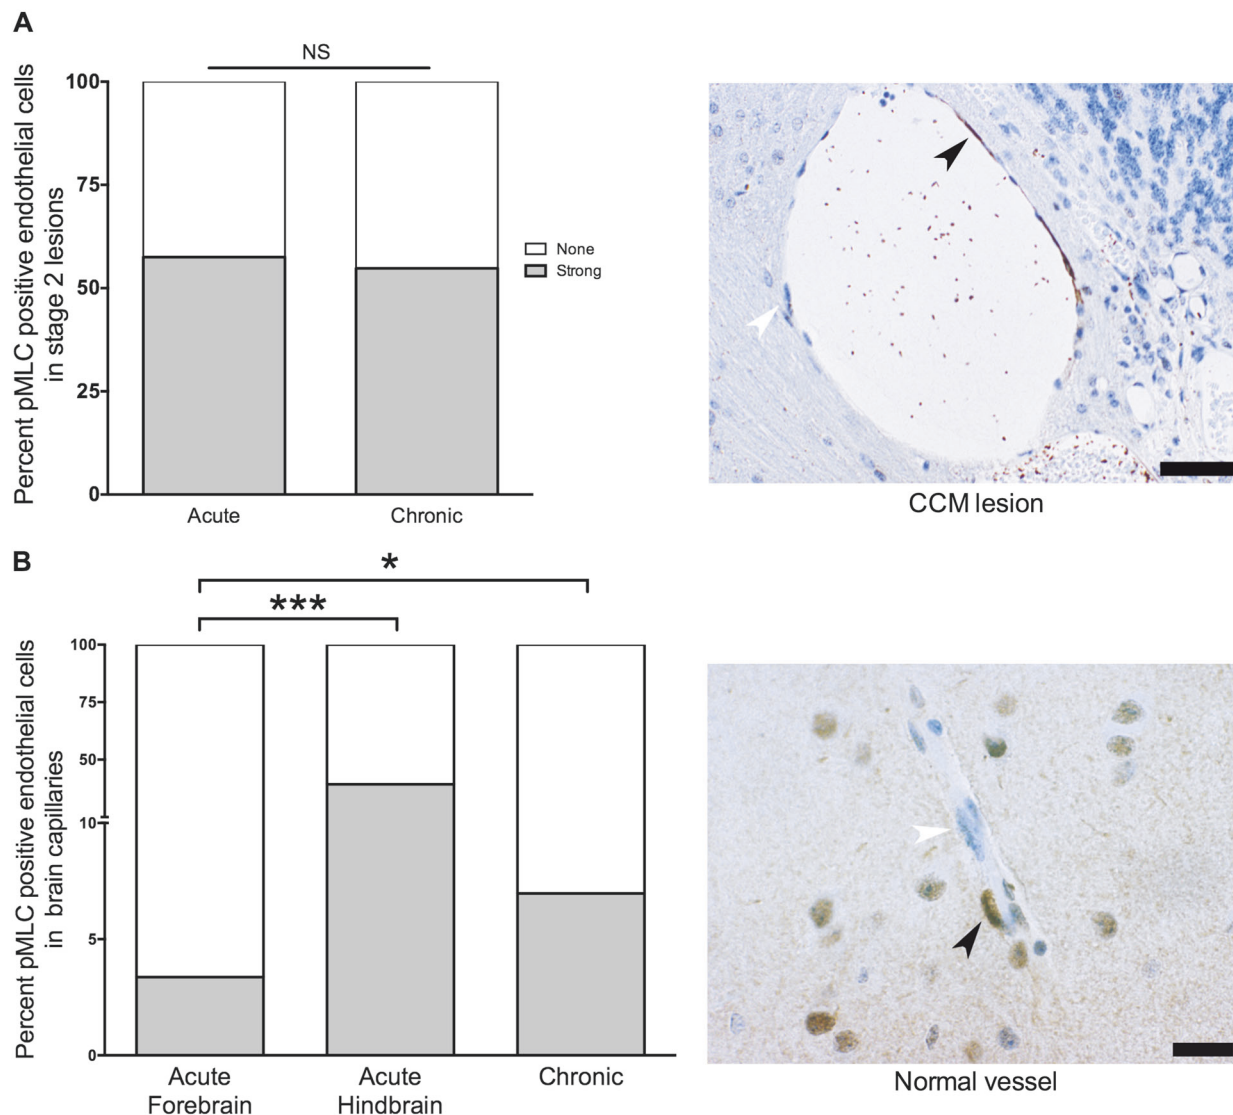 A
NS
Percent pMLC positive endothelial cells
in stage 2 lesions
100
75
50
25
0
None
Strong
Acute
Chronic
CCM lesion
B
*
***
Percent pMLC positive endothelial cells
in brain capillaries
100
75
50
10
5
0
Acute
Forebrain
Acute
Hindbrain
Chronic
Normal vessel